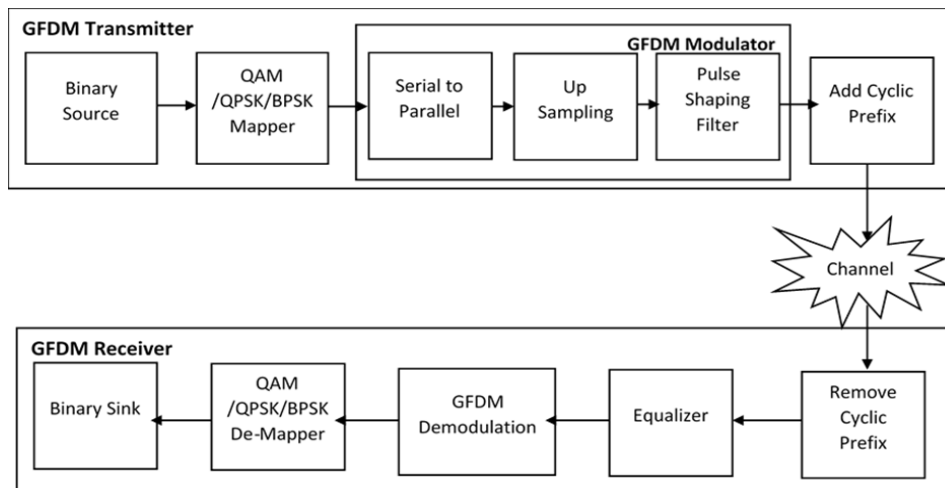 GFDM Transmitter
GFDM Modulator
Binary
Source
QAM
/QPSK/BPSK
Mapper
Serial to
Parallel
Up
Sampling
Pulse
Shaping
Filter
Add Cyclic
Prefix
Channel
GFDM Receiver
Binary Sink
QAM
/QPSK/BPSK
De-Mapper
GFDM
Demodulation
Equalizer
Remove
Cyclic
Prefix